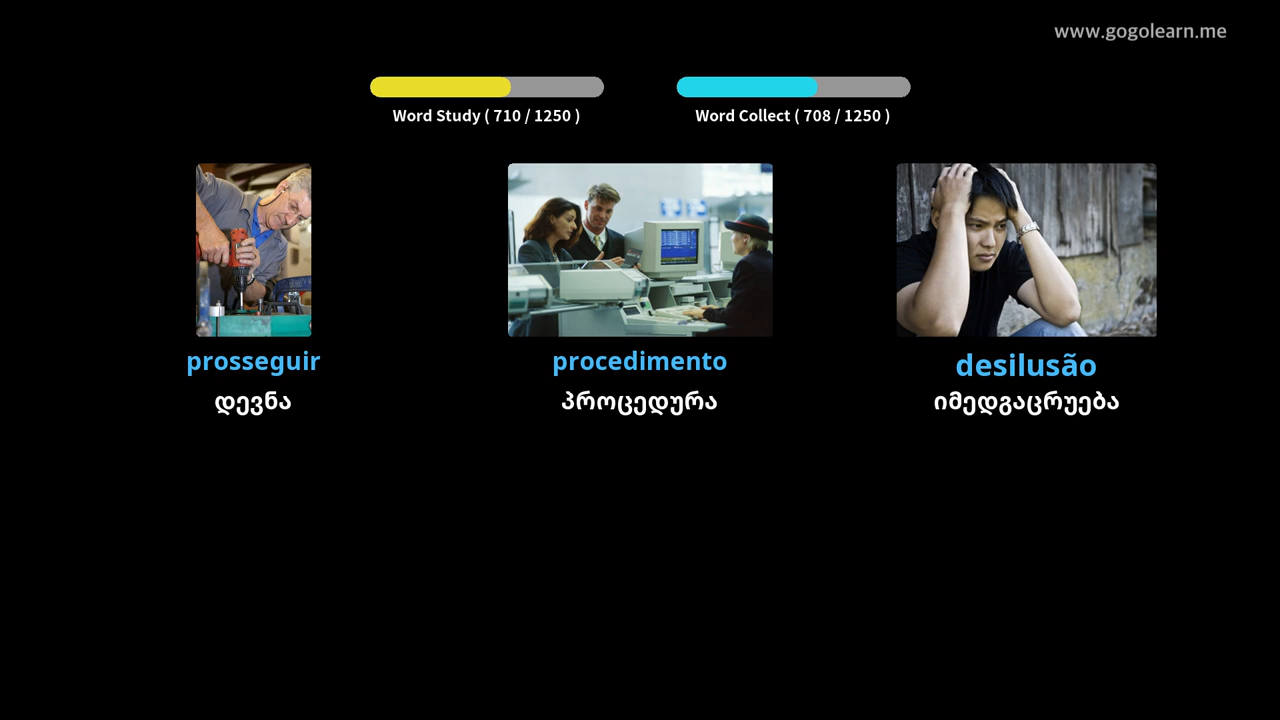 www.gogolearn.me
Word Study ( 710 / 1250 )
Word Collect ( 708 / 1250 )
prosseguir
დევნა
procedimento
პროცედურა
desilusão
იმედგაცრუება